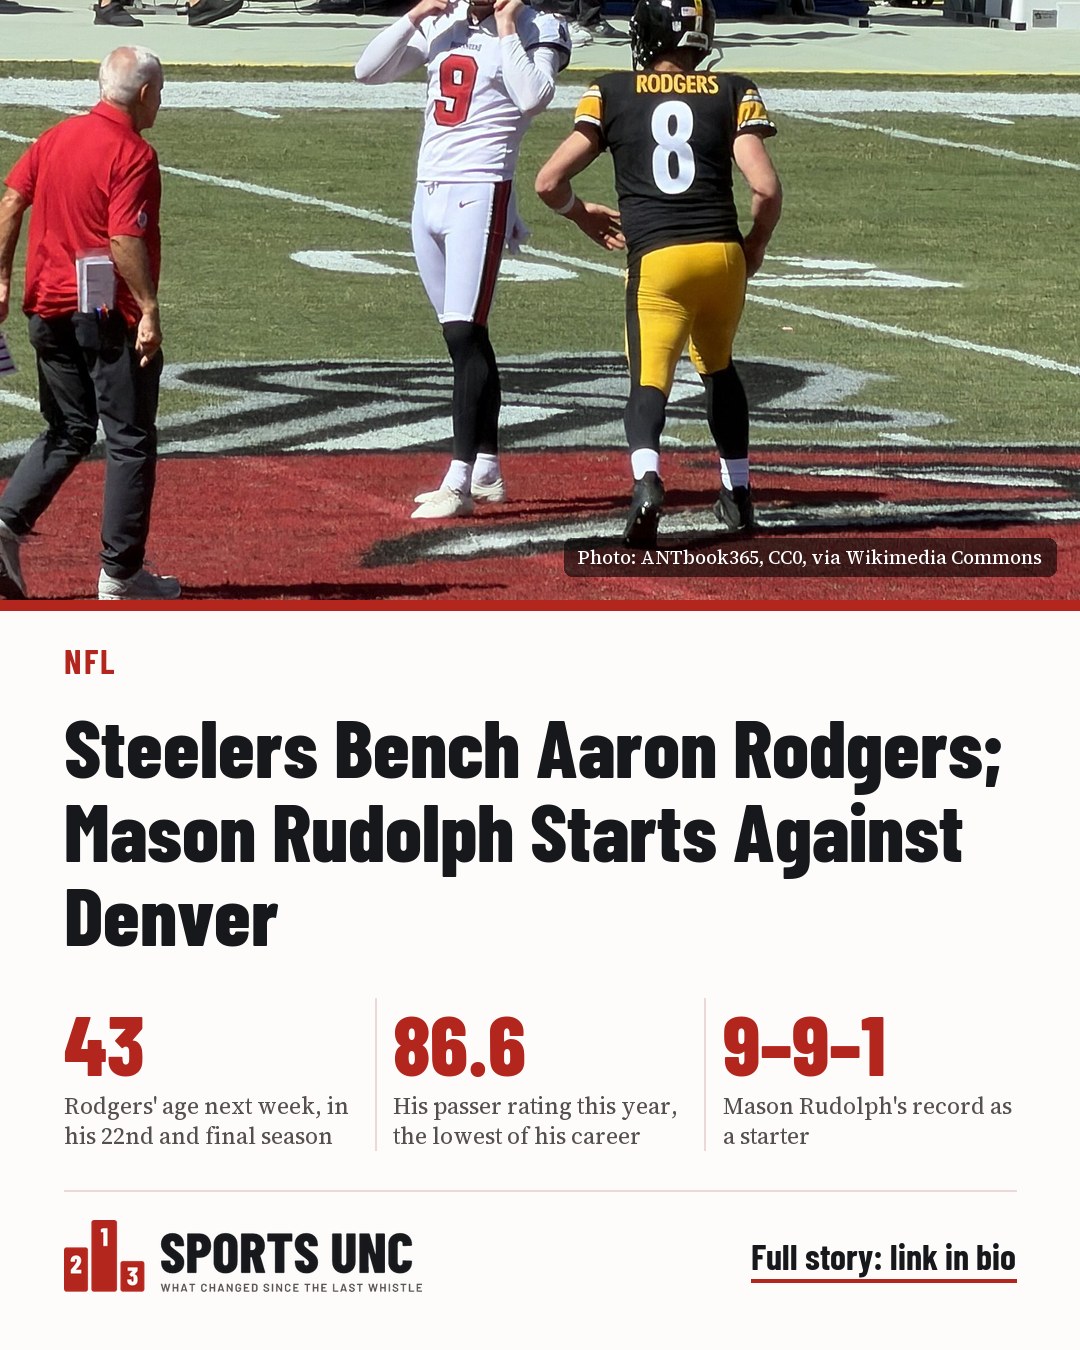 BUCCANEERS
9
RODGERS
8
Photo: ANTbook365, CC0, via Wikimedia Commons
NFL
Steelers Bench Aaron Rodgers;
Mason Rudolph Starts Against
Denver
43
Rodgers' age next week, in
his 22nd and final season
86.6
His passer rating this year,
the lowest of his career
9–9–1
Mason Rudolph's record as
a starter
2 1 3
SPORTS UNC
WHAT CHANGED SINCE THE LAST WHISTLE
Full story: link in bio